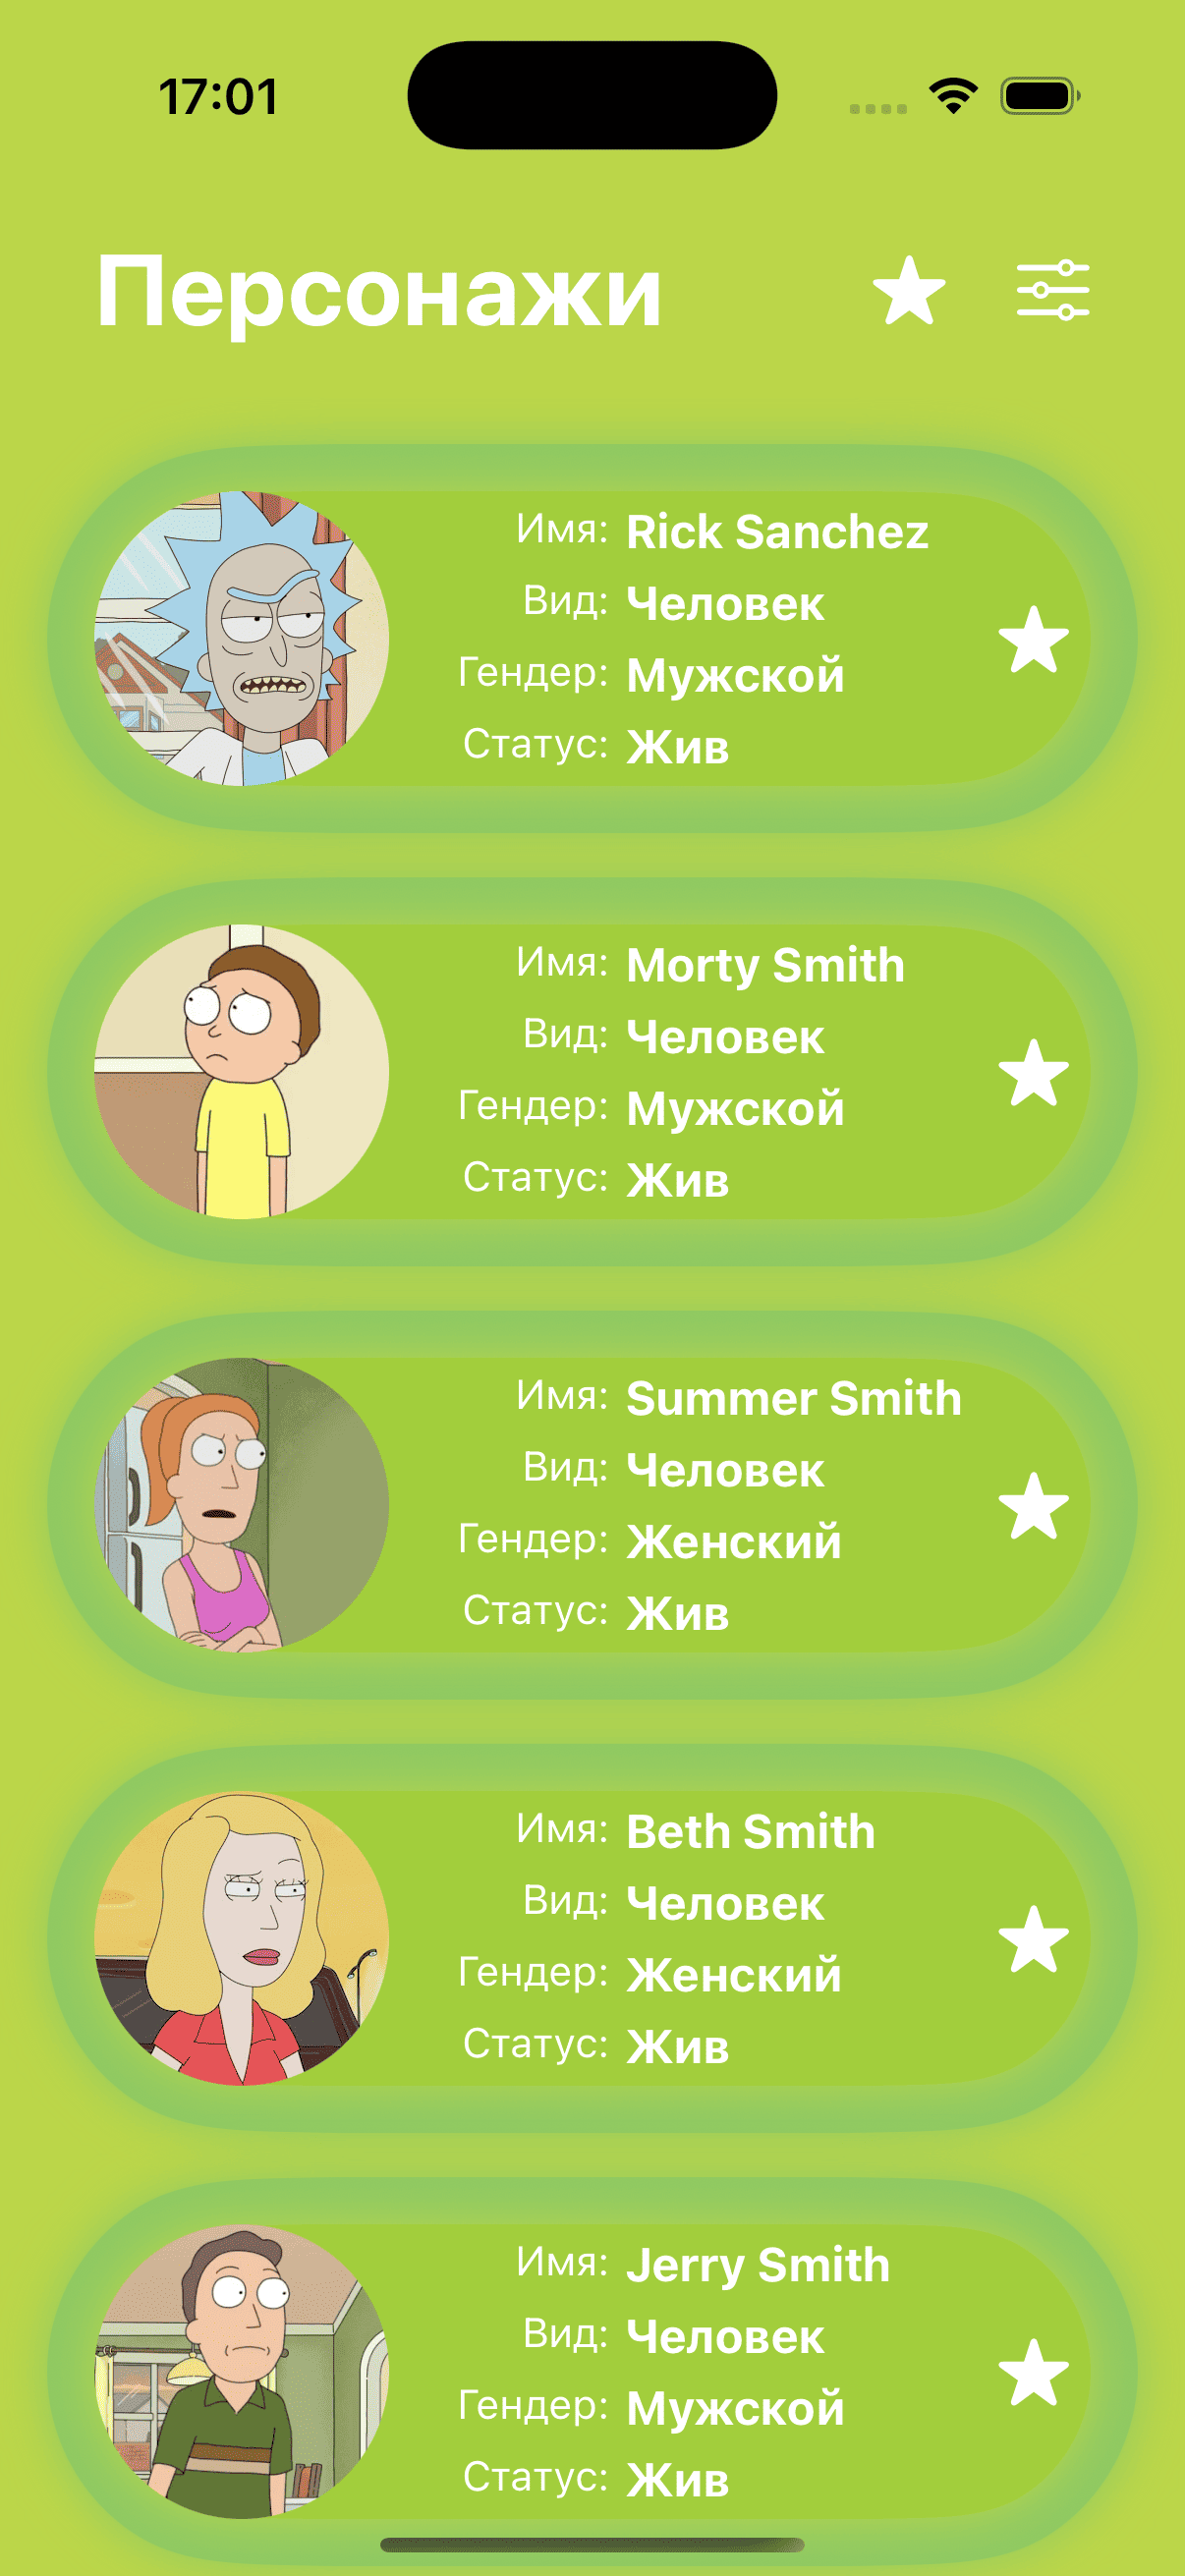 17:01
Персонажи
Имя: Rick Sanchez
Вид: Человек
Гендер: Мужской
Статус: Жив
Имя: Morty Smith
Вид: Человек
Гендер: Мужской
Статус: Жив
Имя: Summer Smith
Вид: Человек
Гендер: Женский
Статус: Жив
Имя: Beth Smith
Вид: Человек
Гендер: Женский
Статус: Жив
Имя: Jerry Smith
Вид: Человек
Гендер: Мужской
Статус: Жив